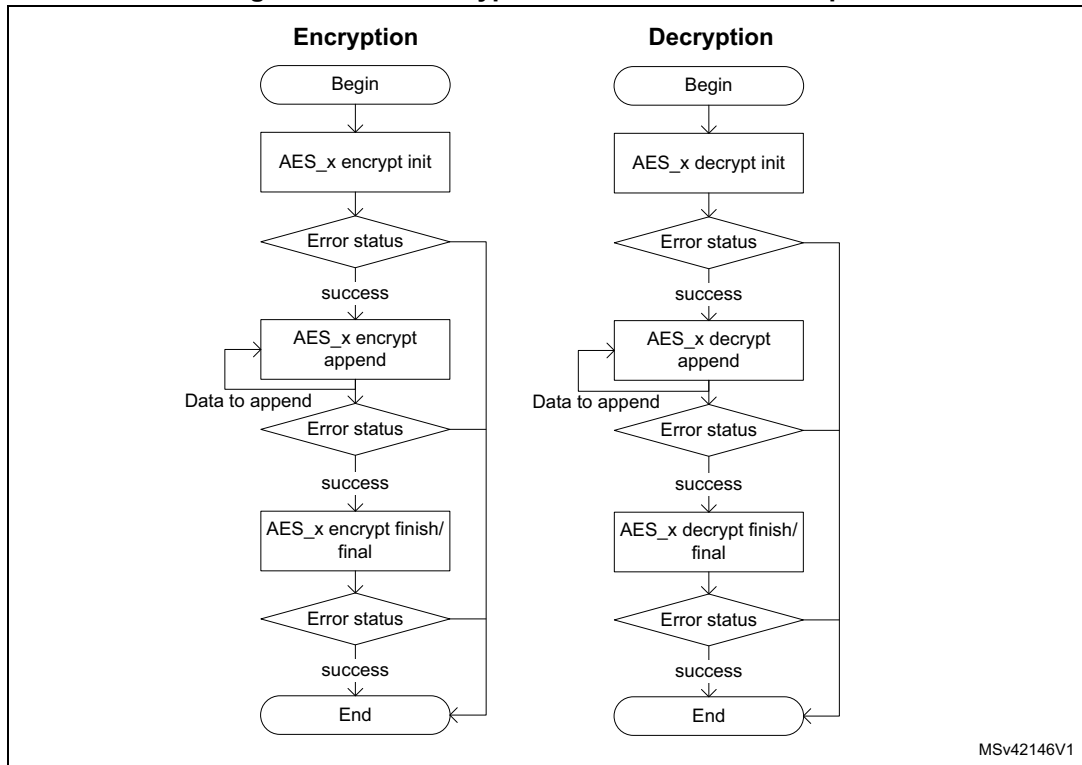 Encryption
Begin
AES_x encrypt init
Error status
success
AES_x encrypt
append
Data to append
Error status
success
AES_x encrypt finish/
final
Error status
success
End
Decryption
Begin
AES_x decrypt init
Error status
success
AES_x decrypt
append
Data to append
Error status
success
AES_x decrypt finish/
final
Error status
success
End
MSv42146V1